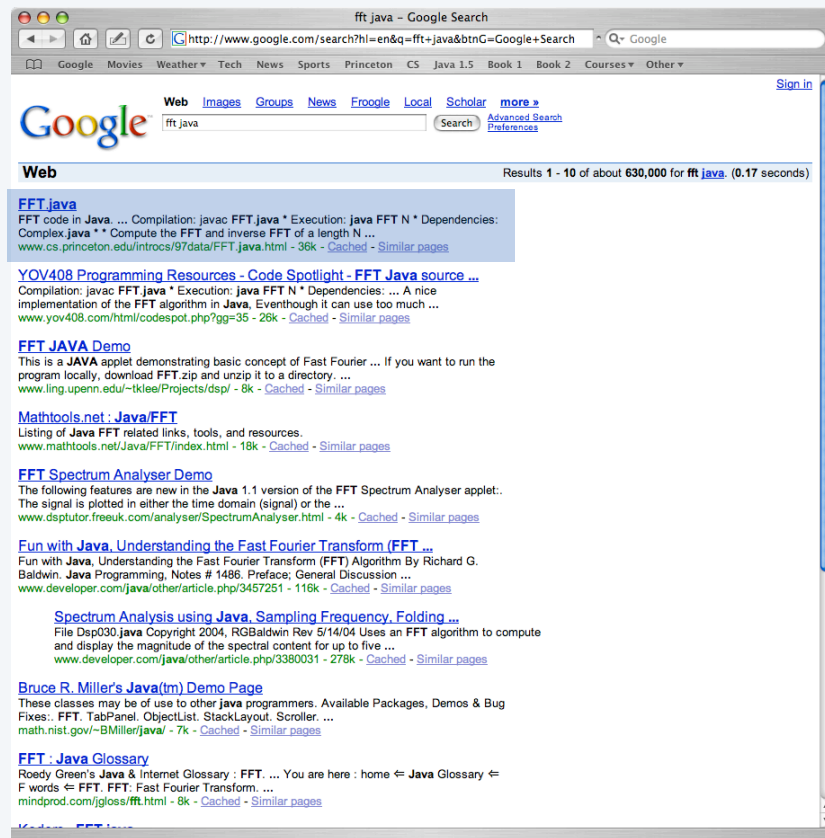 fft java – Google Search
http://www.google.com/search?hl=en&q=fft+java&btnG=Google+Search
Google
Google Movies Weather▾ Tech News Sports Princeton CS Java 1.5 Book 1 Book 2 Courses▾ Other▾
Sign in
Web Images Groups News Froogle Local Scholar more »
Google™
fft java
Search
Advanced Search
Preferences
Web
Results 1 - 10 of about 630,000 for fft java. (0.17 seconds)
FFT.java
FFT code in Java. ... Compilation: javac FFT.java * Execution: java FFT N * Dependencies:
Complex.java * * Compute the FFT and inverse FFT of a length N ...
www.cs.princeton.edu/introcs/97data/FFT.java.html - 36k - Cached - Similar pages
YOV408 Programming Resources - Code Spotlight - FFT Java source ...
Compilation: javac FFT.java * Execution: java FFT N * Dependencies: ... A nice
implementation of the FFT algorithm in Java, Eventhough it can use too much ...
www.yov408.com/html/codespot.php?gg=35 - 26k - Cached - Similar pages
FFT JAVA Demo
This is a JAVA applet demonstrating basic concept of Fast Fourier ... If you want to run the
program locally, download FFT.zip and unzip it to a directory. ...
www.ling.upenn.edu/~tklee/Projects/dsp/ - 8k - Cached - Similar pages
Mathtools.net : Java/FFT
Listing of Java FFT related links, tools, and resources.
www.mathtools.net/Java/FFT/index.html - 18k - Cached - Similar pages
FFT Spectrum Analyser Demo
The following features are new in the Java 1.1 version of the FFT Spectrum Analyser applet:.
The signal is plotted in either the time domain (signal) or the ...
www.dsptutor.freeuk.com/analyser/SpectrumAnalyser.html - 4k - Cached - Similar pages
Fun with Java, Understanding the Fast Fourier Transform (FFT ...
Fun with Java, Understanding the Fast Fourier Transform (FFT) Algorithm By Richard G.
Baldwin. Java Programming, Notes # 1486. Preface; General Discussion ...
www.developer.com/java/other/article.php/3457251 - 116k - Cached - Similar pages
Spectrum Analysis using Java, Sampling Frequency, Folding ...
File Dsp030.java Copyright 2004, RGBaldwin Rev 5/14/04 Uses an FFT algorithm to compute
and display the magnitude of the spectral content for up to five ...
www.developer.com/java/other/article.php/3380031 - 278k - Cached - Similar pages
Bruce R. Miller's Java(tm) Demo Page
These classes may be of use to other java programmers. Available Packages, Demos & Bug
Fixes:. FFT. TabPanel. ObjectList. StackLayout. Scroller. ...
math.nist.gov/~BMiller/java/ - 7k - Cached - Similar pages
FFT : Java Glossary
Roedy Green's Java & Internet Glossary : FFT. ... You are here : home ⇐ Java Glossary ⇐
F words ⇐ FFT. FFT: Fast Fourier Transform. ...
mindprod.com/jgloss/fft.html - 8k - Cached - Similar pages